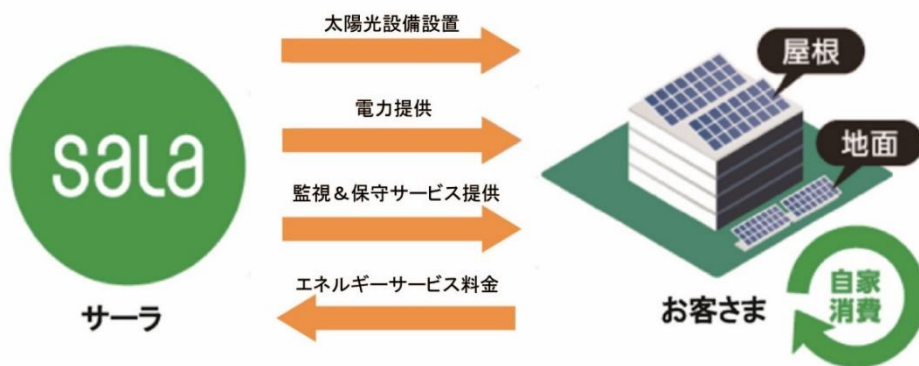 太陽光設備設置
電力提供
監視＆保守サービス提供
エネルギーサービス料金
sala
サーラ
屋根
地面
お客さま
自家
消費